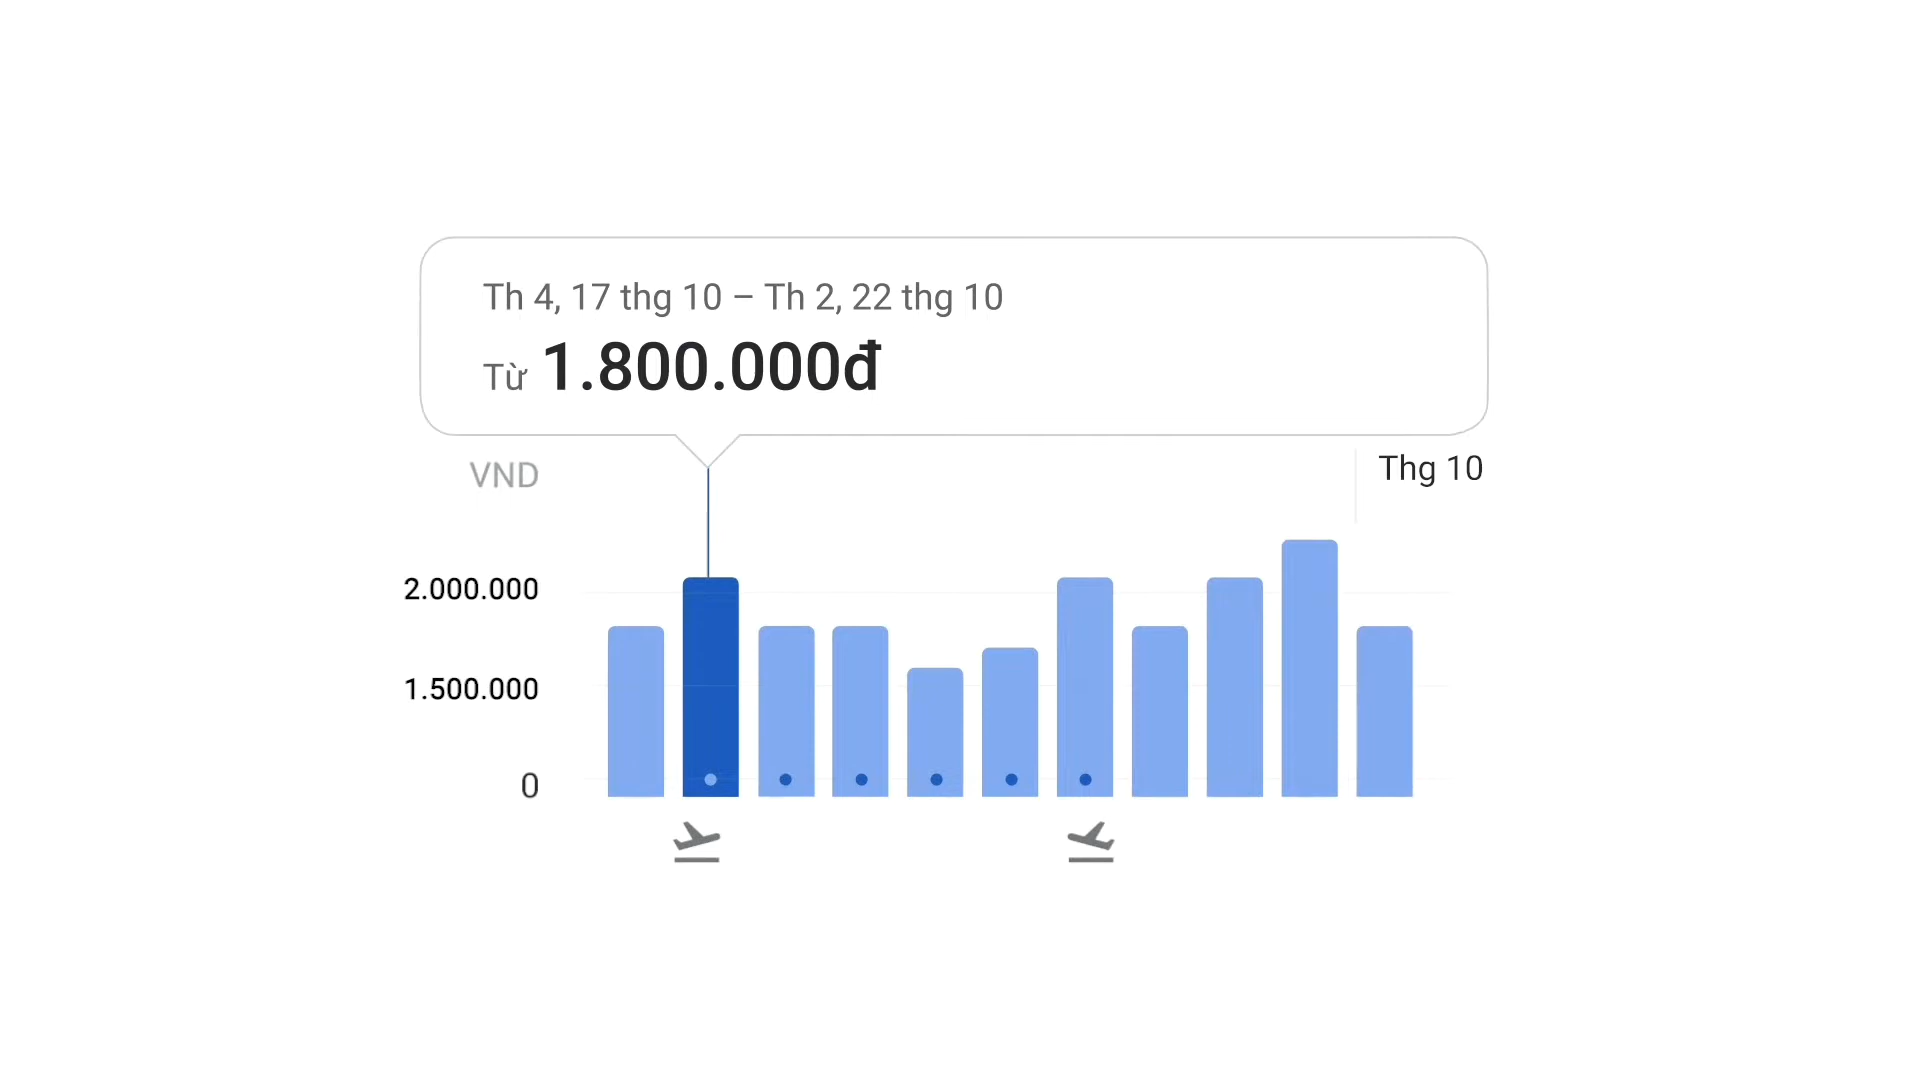 Th 4, 17 thg 10 – Th 2, 22 thg 10
Từ 1.800.000đ
VND
Thg 10
2.000.000
1.500.000
0